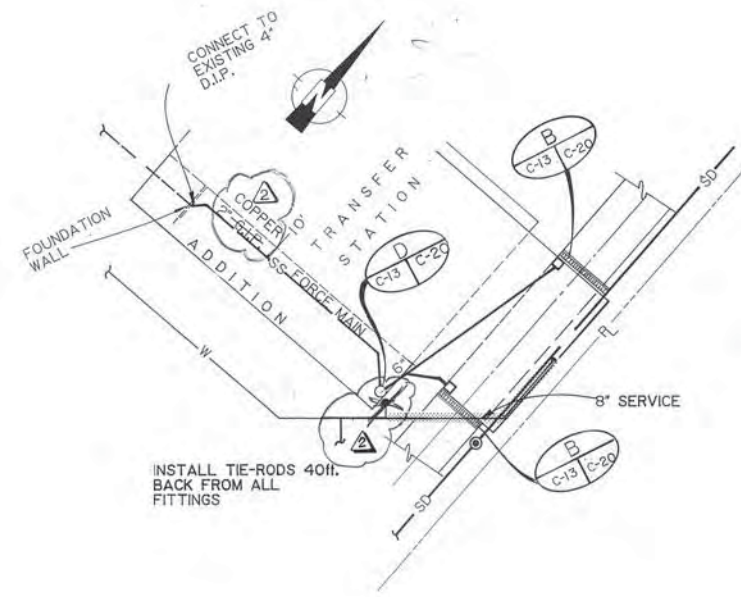 CONNECT TO
EXISTING 4"
D.I.P.
N
B
C-13 C-20
SD
TRANSFER
STATION
2
COPPER
10'
FOUNDATION
WALL
D
C-13 C-20
SS FORCE MAIN
ADDITION
PL
W
6"
8" SERVICE
2
B
C-13 C-20
INSTALL TIE-RODS 40ft.
BACK FROM ALL
FITTINGS
SD